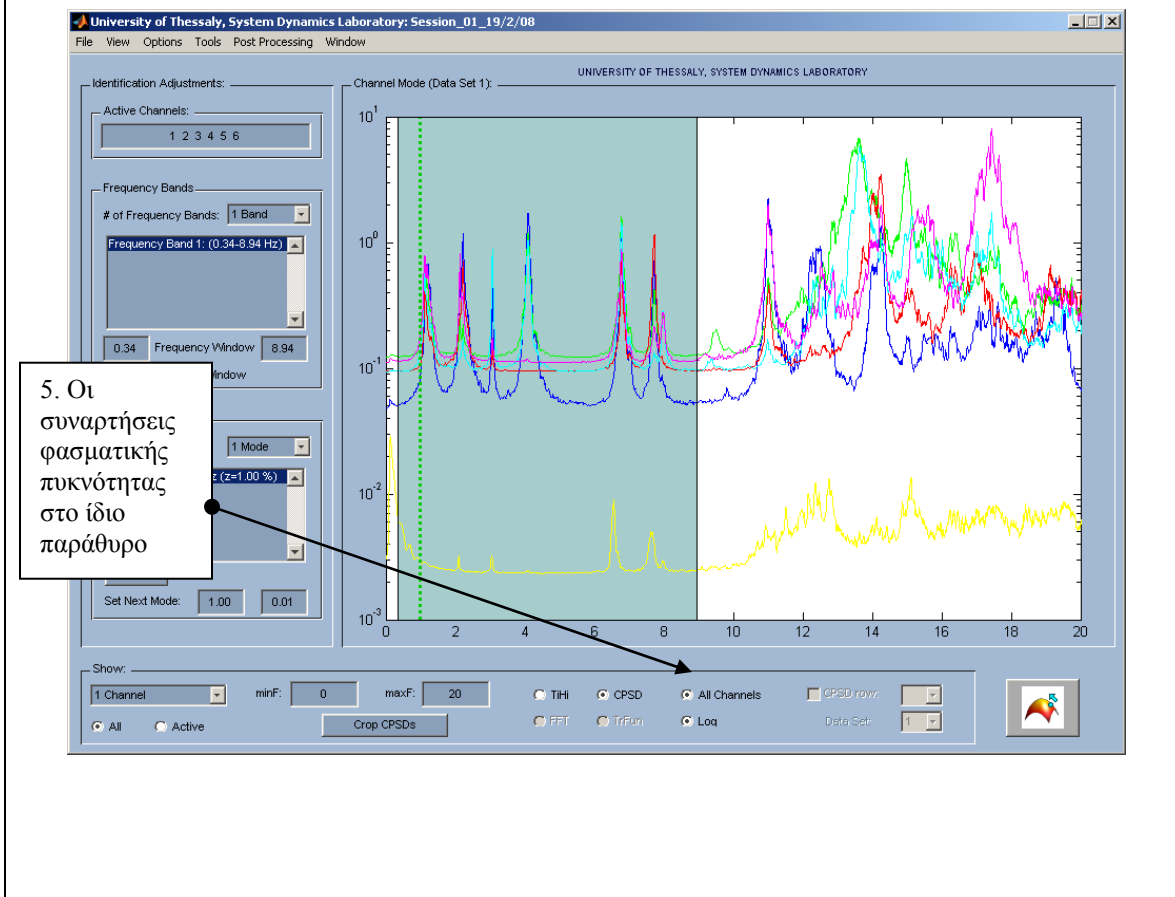 University of Thessaly, System Dynamics Laboratory: Session_01_19/2/08
File View Options Tools Post Processing Window
UNIVERSITY OF THESSALY, SYSTEM DYNAMICS LABORATORY
Identification Adjustments:
Active Channels:
1 2 3 4 5 6
Frequency Bands
# of Frequency Bands: 1 Band
Frequency Band 1: (0.34-8.94 Hz)
0.34 Frequency Window 8.94
5. Οι
συναρτήσεις
φασματικής
πυκνότητας
στο ίδιο
παράθυρο
1 Mode
(z=1.00 %)
Set Next Mode: 1.00 0.01
Channel Mode (Data Set 1):
10^1
10^0
10^-1
10^-2
10^-3
0 2 4 6 8 10 12 14 16 18 20
Show:
1 Channel minF: 0 maxF: 20 TiHi CPSD All Channels CPSD row:
All Active Crop CPSDs FFT TrFun Log Data Set: 1